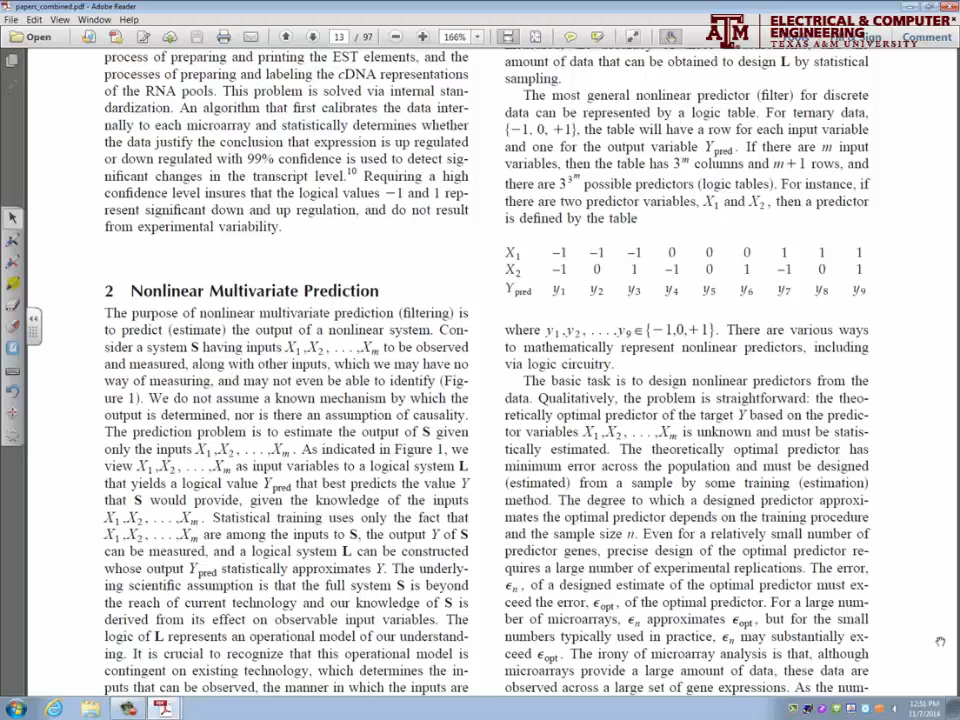 papers_combined.pdf - Adobe Reader
File Edit View Window Help
Open
13 / 97
166%
Sign
Comment
ELECTRICAL & COMPUTER
ENGINEERING
TEXAS A&M UNIVERSITY
process of preparing and printing the EST elements, and the
processes of preparing and labeling the cDNA representations
of the RNA pools. This problem is solved via internal stan-
dardization. An algorithm that first calibrates the data inter-
nally to each microarray and statistically determines whether
the data justify the conclusion that expression is up regulated
or down regulated with 99% confidence is used to detect sig-
nificant changes in the transcript level.¹⁰ Requiring a high
confidence level insures that the logical values −1 and 1 rep-
resent significant down and up regulation, and do not result
from experimental variability.
2 Nonlinear Multivariate Prediction
The purpose of nonlinear multivariate prediction (filtering) is
to predict (estimate) the output of a nonlinear system. Con-
sider a system S having inputs X₁,X₂, . . . ,Xₘ to be observed
and measured, along with other inputs, which we may have no
way of measuring, and may not even be able to identify (Fig-
ure 1). We do not assume a known mechanism by which the
output is determined, nor is there an assumption of causality.
The prediction problem is to estimate the output of S given
only the inputs X₁,X₂, . . . ,Xₘ. As indicated in Figure 1, we
view X₁,X₂, . . . ,Xₘ as input variables to a logical system L
that yields a logical value Y_pred that best predicts the value Y
that S would provide, given the knowledge of the inputs
X₁,X₂, . . . ,Xₘ. Statistical training uses only the fact that
X₁,X₂, . . . ,Xₘ are among the inputs to S, the output Y of S
can be measured, and a logical system L can be constructed
whose output Y_pred statistically approximates Y. The underly-
ing scientific assumption is that the full system S is beyond
the reach of current technology and our knowledge of S is
derived from its effect on observable input variables. The
logic of L represents an operational model of our understand-
ing. It is crucial to recognize that this operational model is
contingent on existing technology, which determines the in-
puts that can be observed, the manner in which the inputs are
amount of data that can be obtained to design L by statistical
sampling.
The most general nonlinear predictor (filter) for discrete
data can be represented by a logic table. For ternary data,
{−1, 0, +1}, the table will have a row for each input variable
and one for the output variable Y_pred. If there are m input
variables, then the table has 3^m columns and m+1 rows, and
there are 3^3^m possible predictors (logic tables). For instance, if
there are two predictor variables, X₁ and X₂, then a predictor
is defined by the table
X₁ −1 −1 −1 0 0 0 1 1 1
X₂ −1 0 1 −1 0 1 −1 0 1
Y_pred y₁ y₂ y₃ y₄ y₅ y₆ y₇ y₈ y₉
where y₁,y₂, . . . ,y₉∈{−1,0,+1}. There are various ways
to mathematically represent nonlinear predictors, including
via logic circuitry.
The basic task is to design nonlinear predictors from the
data. Qualitatively, the problem is straightforward: the theo-
retically optimal predictor of the target Y based on the predic-
tor variables X₁,X₂, . . . ,Xₘ is unknown and must be statis-
tically estimated. The theoretically optimal predictor has
minimum error across the population and must be designed
(estimated) from a sample by some training (estimation)
method. The degree to which a designed predictor approxi-
mates the optimal predictor depends on the training procedure
and the sample size n. Even for a relatively small number of
predictor genes, precise design of the optimal predictor re-
quires a large number of experimental replications. The error,
ϵₙ, of a designed estimate of the optimal predictor must ex-
ceed the error, ϵ_opt, of the optimal predictor. For a large num-
ber of microarrays, ϵₙ approximates ϵ_opt, but for the small
numbers typically used in practice, ϵₙ may substantially ex-
ceed ϵ_opt. The irony of microarray analysis is that, although
microarrays provide a large amount of data, these data are
observed across a large set of gene expressions. As the num-
12:51 PM